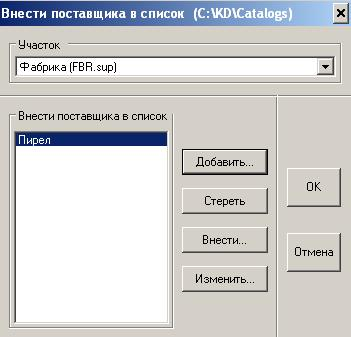 Внести поставщика в список (C:\KD\Catalogs)
Участок
Фабрика (FBR.sup)
Внести поставщика в список
Пирел
Добавить...
Стереть
Внести...
Изменить...
OK
Отмена